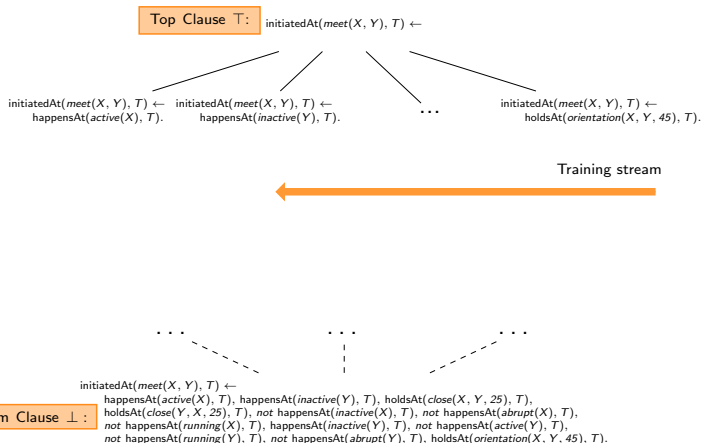 Top Clause ⊤:
initiatedAt(meet(X, Y), T) ←
initiatedAt(meet(X, Y), T) ←
happensAt(active(X), T).
initiatedAt(meet(X, Y), T) ←
happensAt(inactive(Y), T).
...
initiatedAt(meet(X, Y), T) ←
holdsAt(orientation(X, Y, 45), T).
Training stream
... ... ...
m Clause ⊥ :
initiatedAt(meet(X, Y), T) ←
happensAt(active(X), T), happensAt(inactive(Y), T), holdsAt(close(X, Y, 25), T),
holdsAt(close(Y, X, 25), T), not happensAt(inactive(X), T), not happensAt(abrupt(X), T),
not happensAt(running(X), T), happensAt(inactive(Y), T), not happensAt(active(Y), T),
not happensAt(running(Y), T), not happensAt(abrupt(Y), T), holdsAt(orientation(X, Y, 45), T).